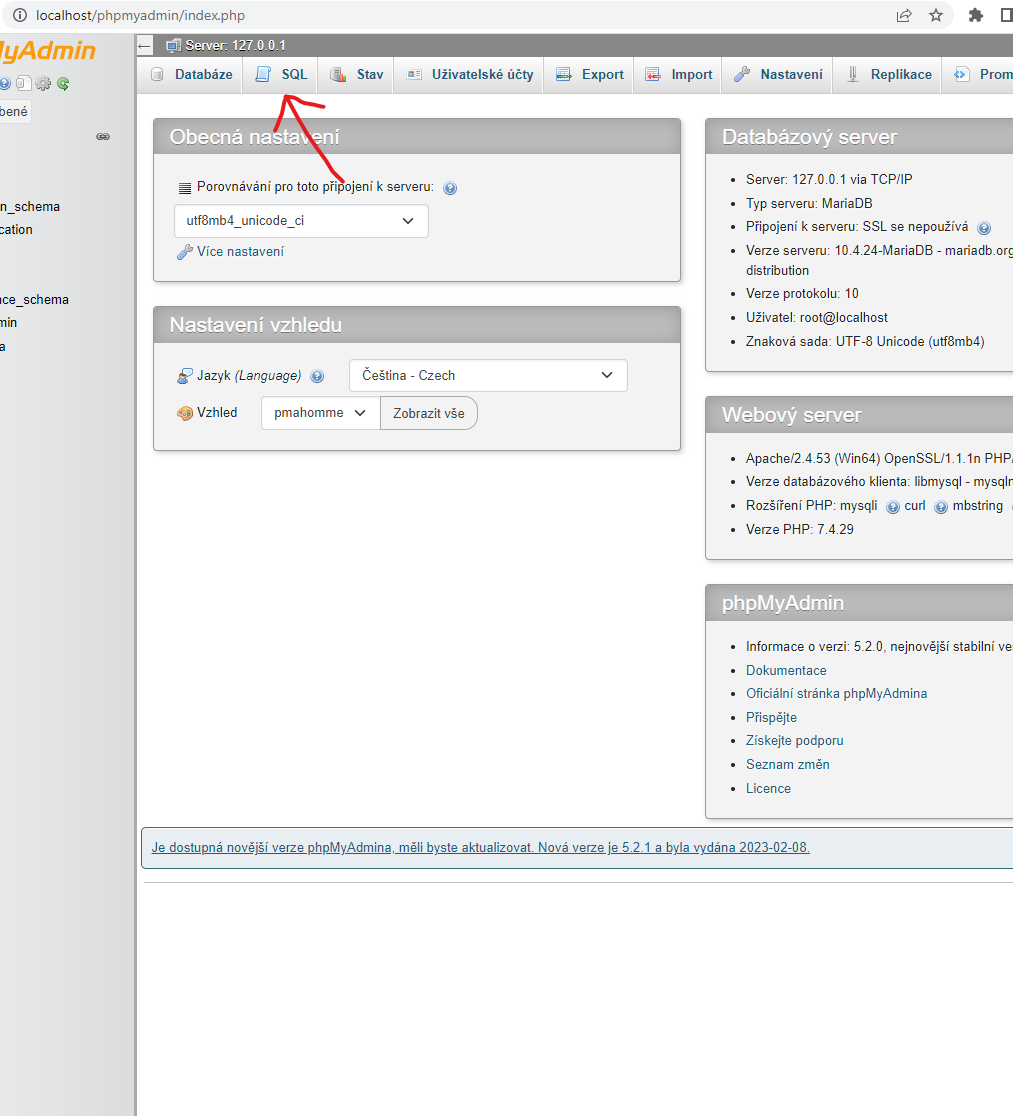 localhost/phpmyadmin/index.php
MyAdmin
Server: 127.0.0.1
Databáze SQL Stav Uživatelské účty Export Import Nastavení Replikace
bené
n_schema
cation
nce_schema
min
a
Obecná nastavení
Porovnávání pro toto připojení k serveru:
utf8mb4_unicode_ci
Více nastavení
Nastavení vzhledu
Jazyk (Language) Čeština - Czech
Vzhled pmahomme Zobrazit vše
Databázový server
Server: 127.0.0.1 via TCP/IP
Typ serveru: MariaDB
Připojení k serveru: SSL se nepoužívá
Verze serveru: 10.4.24-MariaDB - mariadb.org
distribution
Verze protokolu: 10
Uživatel: root@localhost
Znaková sada: UTF-8 Unicode (utf8mb4)
Webový server
Apache/2.4.53 (Win64) OpenSSL/1.1.1n PHP/
Verze databázového klienta: libmysql - mysqln
Rozšíření PHP: mysqli curl mbstring
Verze PHP: 7.4.29
phpMyAdmin
Informace o verzi: 5.2.0, nejnovější stabilní ve
Dokumentace
Oficiální stránka phpMyAdmina
Přispějte
Získejte podporu
Seznam změn
Licence
Je dostupná novější verze phpMyAdmina, měli byste aktualizovat. Nová verze je 5.2.1 a byla vydána 2023-02-08.